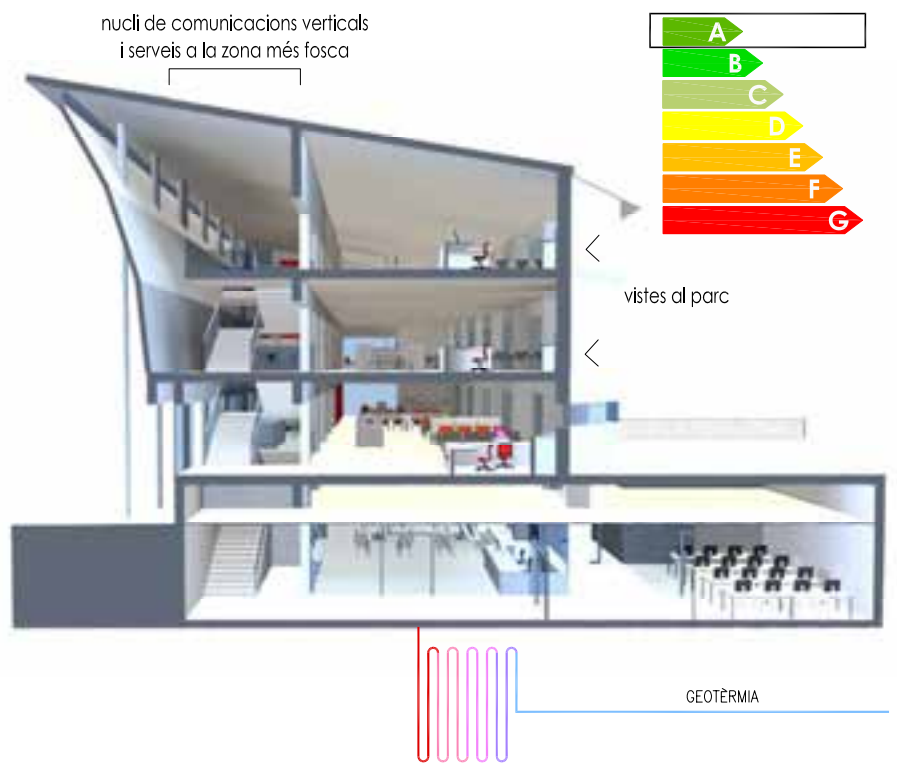 nucli de comunicacions verticals
i serveis a la zona més fosca
A
B
C
D
E
F
G
vistes al parc
GEOTÈRMIA